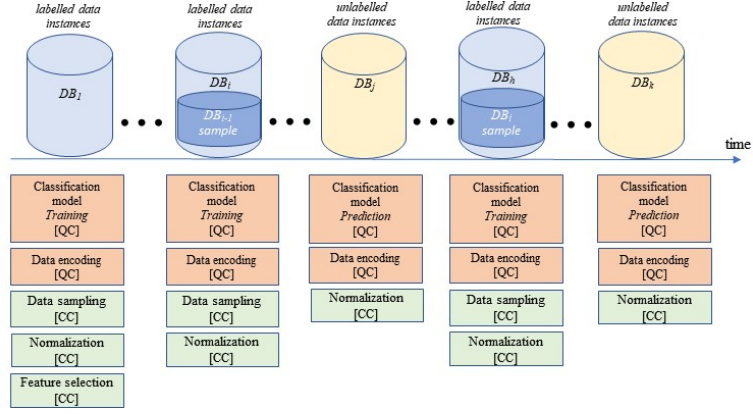 labelled data
instances
labelled data
instances
unlabelled
data instances
labelled data
instances
unlabelled
data instances
DB1
DBi
DBi-1
sample
DBj
DBh
DBi
sample
DBk
time
Classification
model
Training
[QC]
Data encoding
[QC]
Data sampling
[CC]
Normalization
[CC]
Feature selection
[CC]
Classification
model
Training
[QC]
Data encoding
[QC]
Data sampling
[CC]
Normalization
[CC]
Classification
model
Prediction
[QC]
Data encoding
[QC]
Normalization
[CC]
Classification
model
Training
[QC]
Data encoding
[QC]
Data sampling
[CC]
Normalization
[CC]
Classification
model
Prediction
[QC]
Data encoding
[QC]
Normalization
[CC]